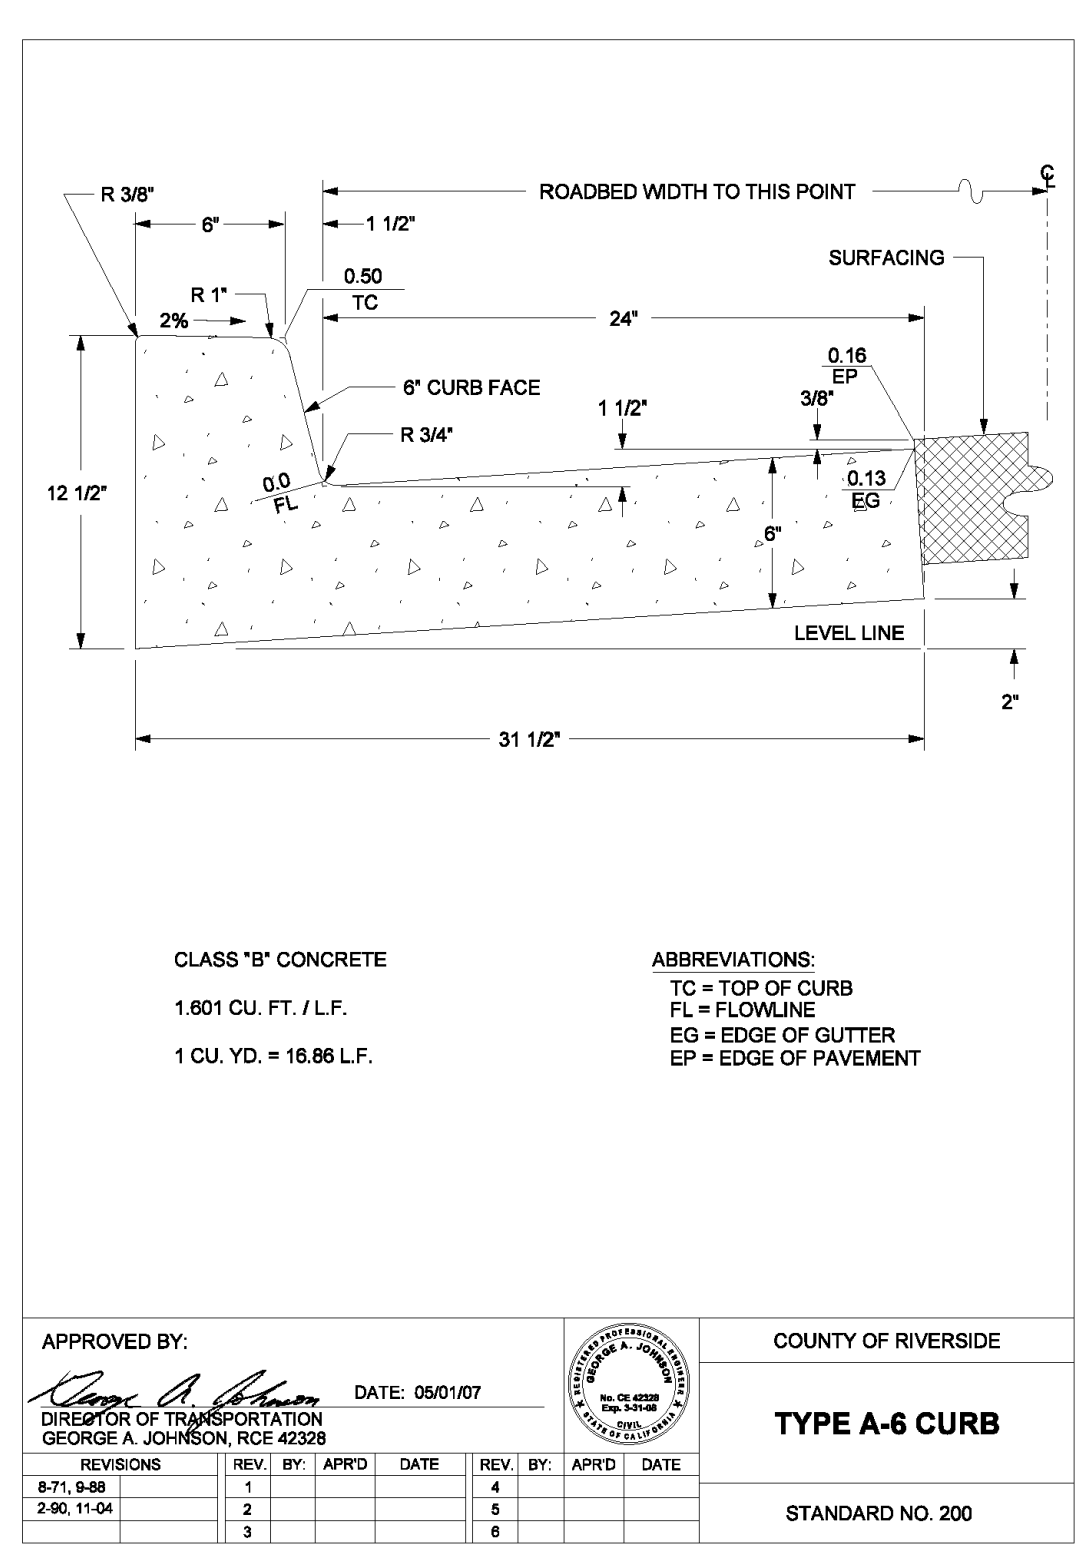 ℄
R 3/8"
ROADBED WIDTH TO THIS POINT
6"
1 1/2"
SURFACING
0.50
TC
R 1"
2%
24"
0.16
EP
6" CURB FACE
3/8"
1 1/2"
R 3/4"
0.0
FL
0.13
EG
12 1/2"
6"
LEVEL LINE
2"
31 1/2"
CLASS "B" CONCRETE
1.601 CU. FT. / L.F.
1 CU. YD. = 16.86 L.F.
ABBREVIATIONS:
TC = TOP OF CURB
FL = FLOWLINE
EG = EDGE OF GUTTER
EP = EDGE OF PAVEMENT
APPROVED BY:
George A. Johnson
DATE: 05/01/07
DIRECTOR OF TRANSPORTATION
GEORGE A. JOHNSON, RCE 42328
REGISTERED PROFESSIONAL ENGINEER
GEORGE A. JOHNSON
No. CE 42328
Exp. 3-31-08
CIVIL
STATE OF CALIFORNIA
COUNTY OF RIVERSIDE
TYPE A-6 CURB
STANDARD NO. 200
REVISIONS REV. BY: APR'D DATE REV. BY: APR'D DATE
8-71, 9-88 1 4
2-90, 11-04 2 5
3 6